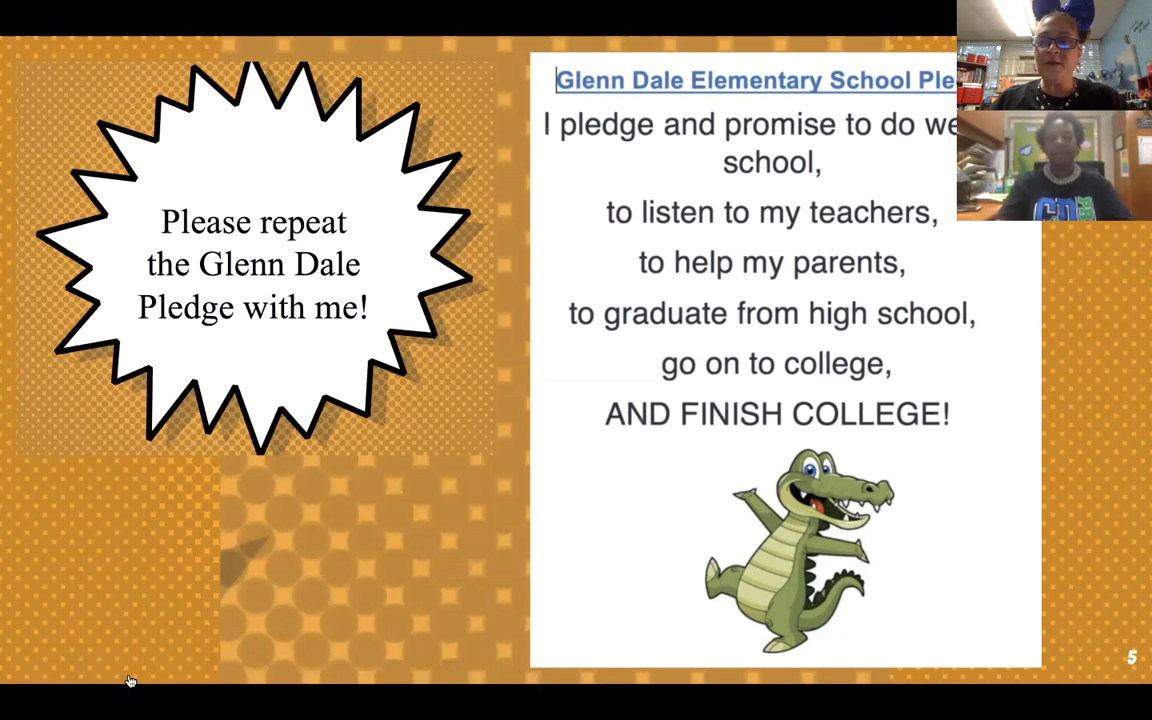 Please repeat
the Glenn Dale
Pledge with me!
Glenn Dale Elementary School
I pledge and promise to do
school,
to listen to my teachers,
to help my parents,
to graduate from high school,
go on to college,
AND FINISH COLLEGE!
5